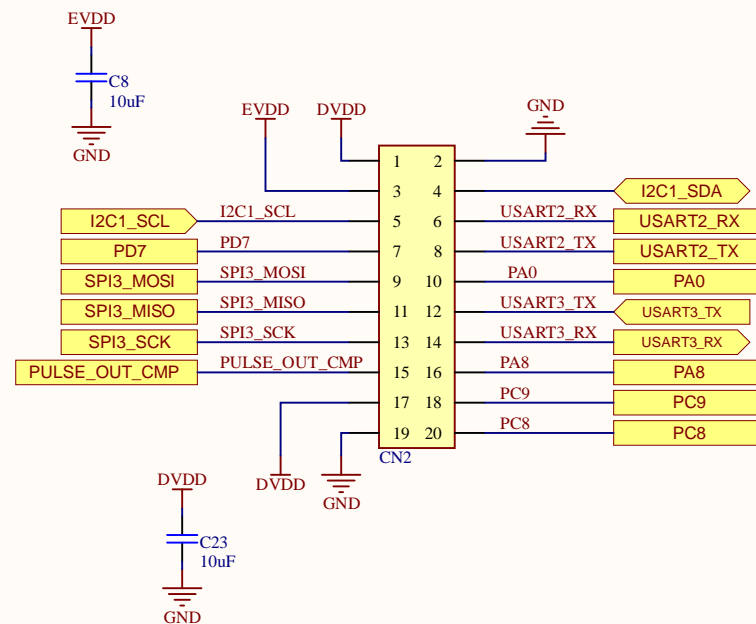 EVDD
C8
10uF
GND
EVDD DVDD GND
1 2
3 4 I2C1_SDA
I2C1_SCL I2C1_SCL 5 6 USART2_RX USART2_RX
PD7 PD7 7 8 USART2_TX USART2_TX
SPI3_MOSI SPI3_MOSI 9 10 PA0 PA0
SPI3_MISO SPI3_MISO 11 12 USART3_TX USART3_TX
SPI3_SCK SPI3_SCK 13 14 USART3_RX USART3_RX
PULSE_OUT_CMP PULSE_OUT_CMP 15 16 PA8 PA8
17 18 PC9 PC9
19 20 PC8 PC8
CN2
DVDD
GND
DVDD
C23
10uF
GND